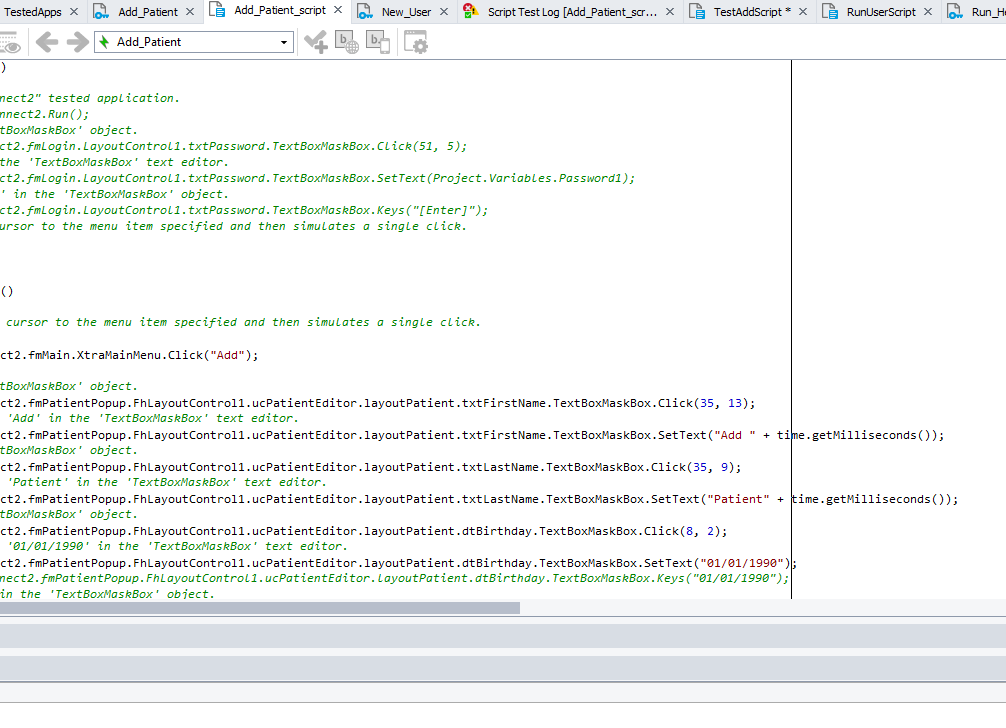 TestedApps Add_Patient Add_Patient_script New_User Script Test Log [Add_Patient_scr... TestAddScript * RunUserScript Run_He
Add_Patient
)
nnect2" tested application.
nnect2.Run();
tBoxMaskBox' object.
ct2.fmLogin.LayoutControl1.txtPassword.TextBoxMaskBox.Click(51, 5);
the 'TextBoxMaskBox' text editor.
ct2.fmLogin.LayoutControl1.txtPassword.TextBoxMaskBox.SetText(Project.Variables.Password1);
' in the 'TextBoxMaskBox' object.
ct2.fmLogin.LayoutControl1.txtPassword.TextBoxMaskBox.Keys("[Enter]");
ursor to the menu item specified and then simulates a single click.
()
cursor to the menu item specified and then simulates a single click.
ct2.fmMain.XtraMainMenu.Click("Add");
tBoxMaskBox' object.
ct2.fmPatientPopup.FhLayoutControl1.ucPatientEditor.layoutPatient.txtFirstName.TextBoxMaskBox.Click(35, 13);
'Add' in the 'TextBoxMaskBox' text editor.
ct2.fmPatientPopup.FhLayoutControl1.ucPatientEditor.layoutPatient.txtFirstName.TextBoxMaskBox.SetText("Add " + time.getMilliseconds());
tBoxMaskBox' object.
ct2.fmPatientPopup.FhLayoutControl1.ucPatientEditor.layoutPatient.txtLastName.TextBoxMaskBox.Click(35, 9);
'Patient' in the 'TextBoxMaskBox' text editor.
ct2.fmPatientPopup.FhLayoutControl1.ucPatientEditor.layoutPatient.txtLastName.TextBoxMaskBox.SetText("Patient" + time.getMilliseconds());
tBoxMaskBox' object.
ct2.fmPatientPopup.FhLayoutControl1.ucPatientEditor.layoutPatient.dtBirthday.TextBoxMaskBox.Click(8, 2);
'01/01/1990' in the 'TextBoxMaskBox' text editor.
ct2.fmPatientPopup.FhLayoutControl1.ucPatientEditor.layoutPatient.dtBirthday.TextBoxMaskBox.SetText("01/01/1990");
nect2.fmPatientPopup.FhLayoutControl1.ucPatientEditor.layoutPatient.dtBirthday.TextBoxMaskBox.Keys("01/01/1990");
in the 'TextBoxMaskBox' object.